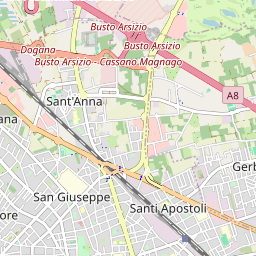 Busto Arsizio
Busto
Arsizio
Dogana
Busto Arsizio - Cassano Magnago
A8
Sant'Anna
ana
Gerb
San Giuseppe
Santi Apostoli
ore